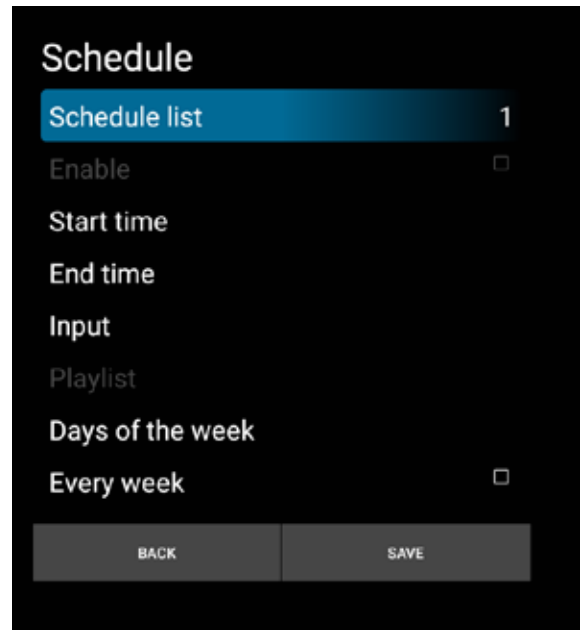 Schedule
Schedule list 1
Enable
Start time
End time
Input
Playlist
Days of the week
Every week
BACK SAVE